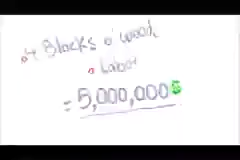 • 4 Blocks o' wood
• Labor
= 5,000,000$